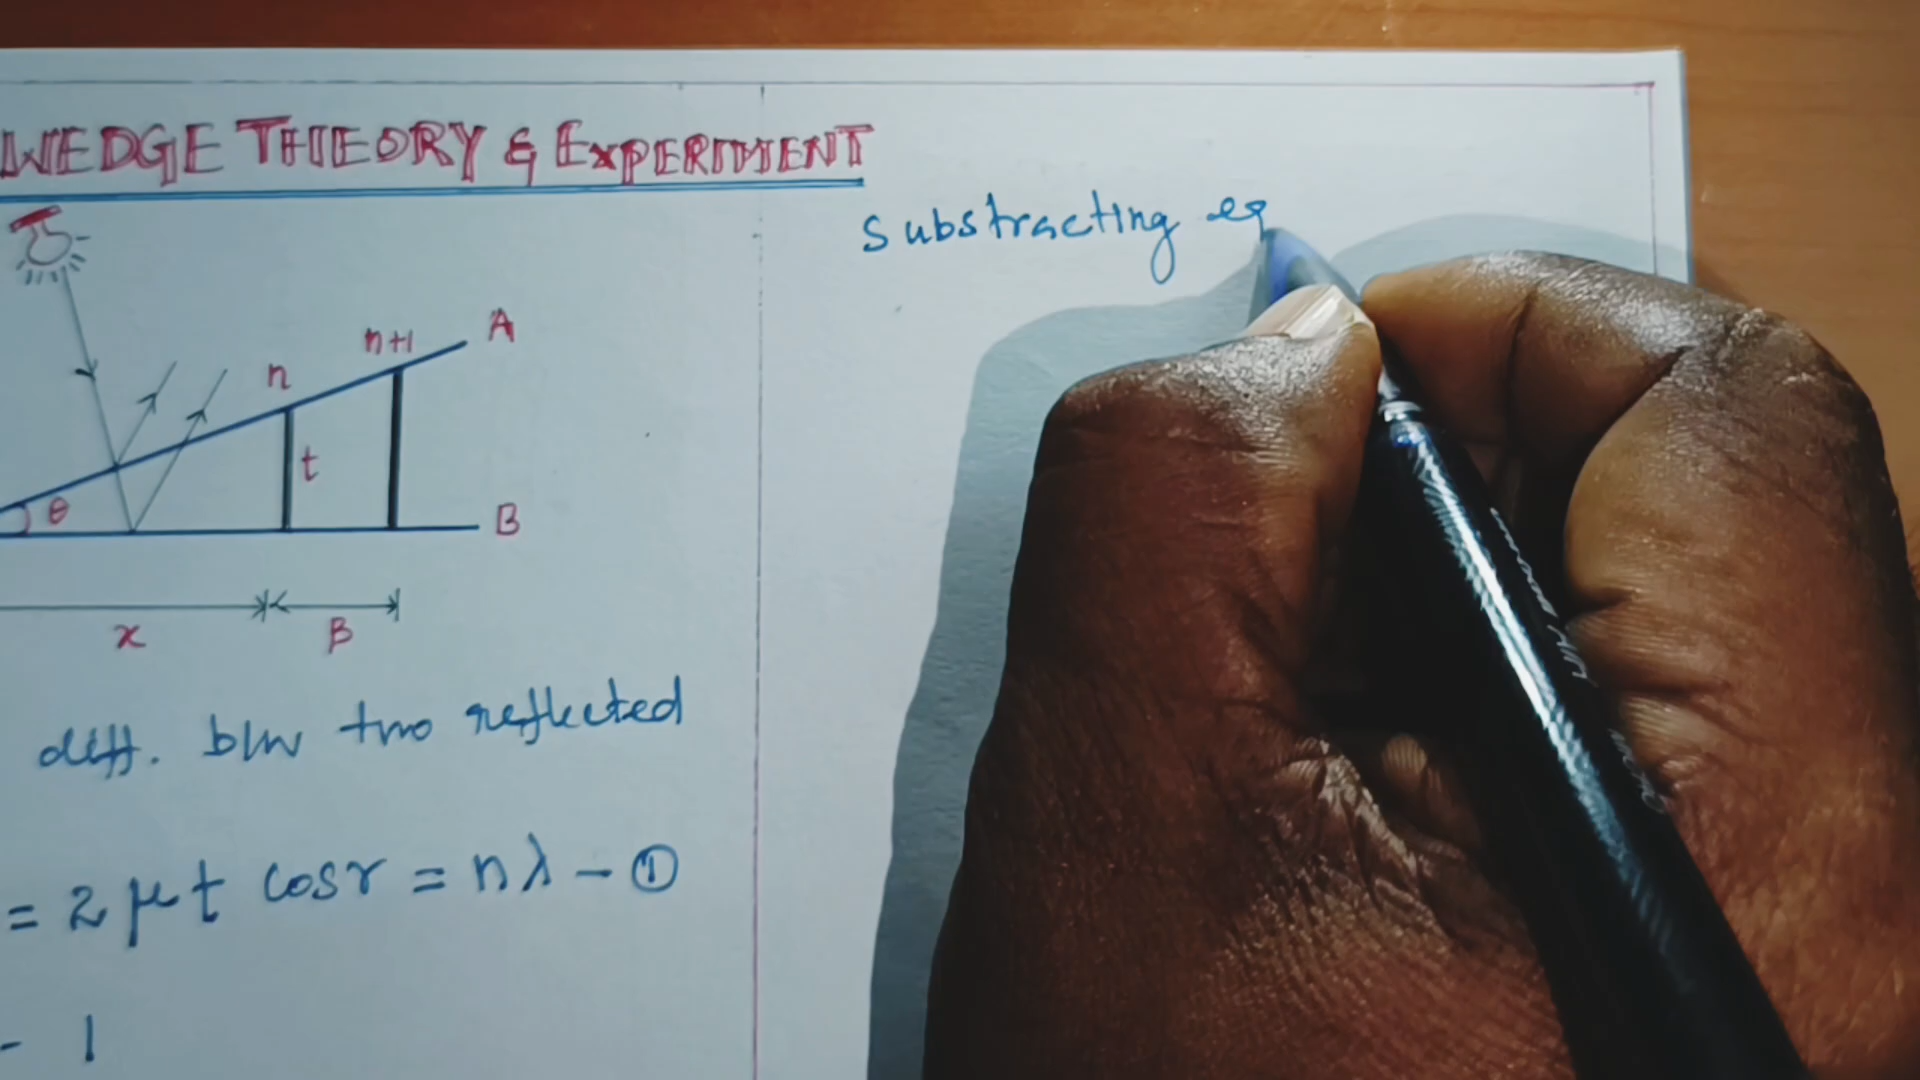 WEDGE THEORY & EXPERIMENT
substracting eq
n+1
A
n
t
θ
B
x
β
diff. b/w two reflected
= 2μt cosr = nλ - ①
- 1